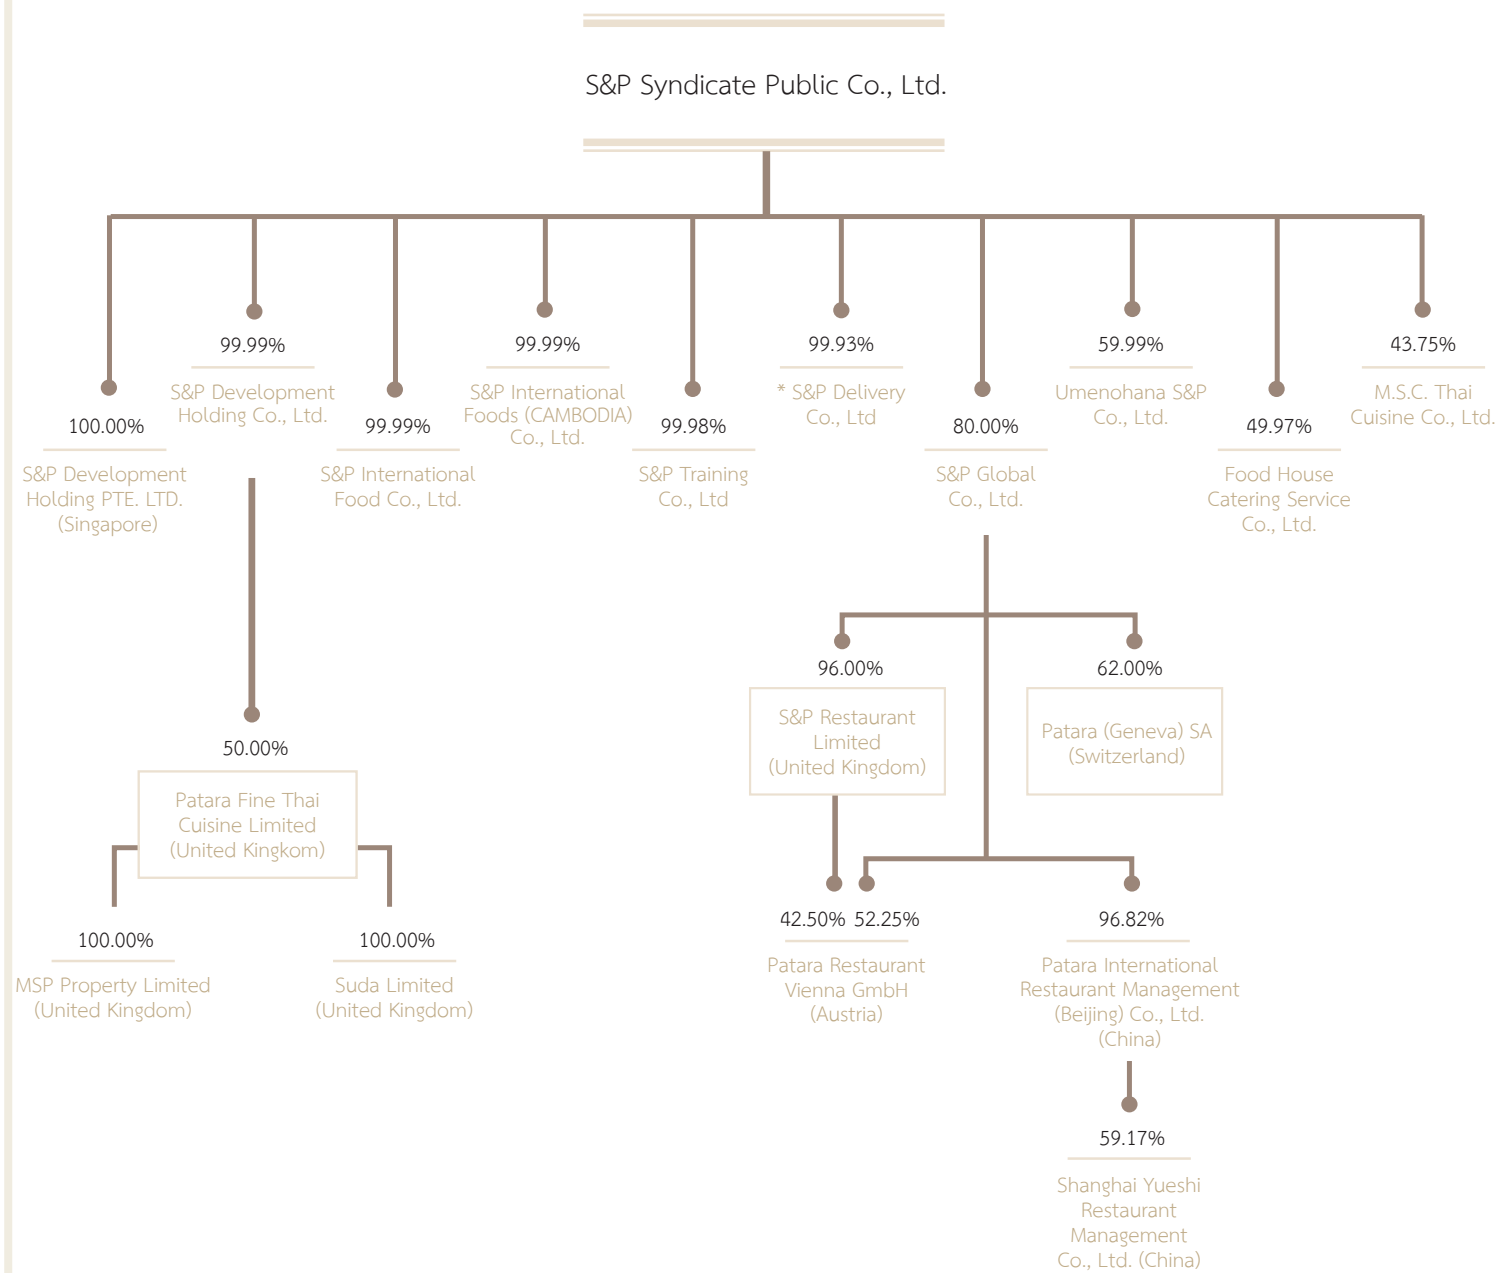 S&P Syndicate Public Co., Ltd.
100.00%
S&P Development
Holding PTE. LTD.
(Singapore)
99.99%
S&P Development
Holding Co., Ltd.
99.99%
S&P International
Food Co., Ltd.
99.99%
S&P International
Foods (CAMBODIA)
Co., Ltd.
99.98%
S&P Training
Co., Ltd
99.93%
* S&P Delivery
Co., Ltd
80.00%
S&P Global
Co., Ltd.
59.99%
Umenohana S&P
Co., Ltd.
49.97%
Food House
Catering Service
Co., Ltd.
43.75%
M.S.C. Thai
Cuisine Co., Ltd.
50.00%
Patara Fine Thai
Cuisine Limited
(United Kingkom)
100.00%
MSP Property Limited
(United Kingdom)
100.00%
Suda Limited
(United Kingdom)
96.00%
S&P Restaurant
Limited
(United Kingdom)
62.00%
Patara (Geneva) SA
(Switzerland)
42.50% 52.25%
Patara Restaurant
Vienna GmbH
(Austria)
96.82%
Patara International
Restaurant Management
(Beijing) Co., Ltd.
(China)
59.17%
Shanghai Yueshi
Restaurant
Management
Co., Ltd. (China)